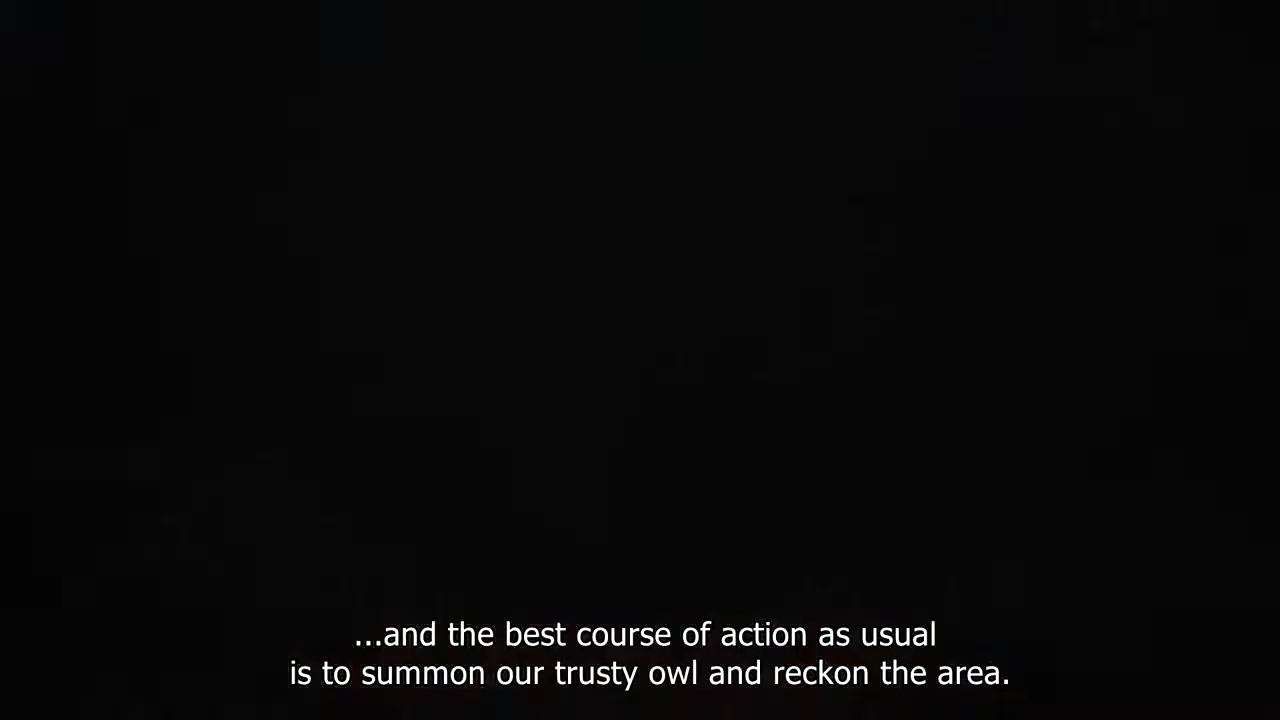 ...and the best course of action as usual
is to summon our trusty owl and reckon the area.